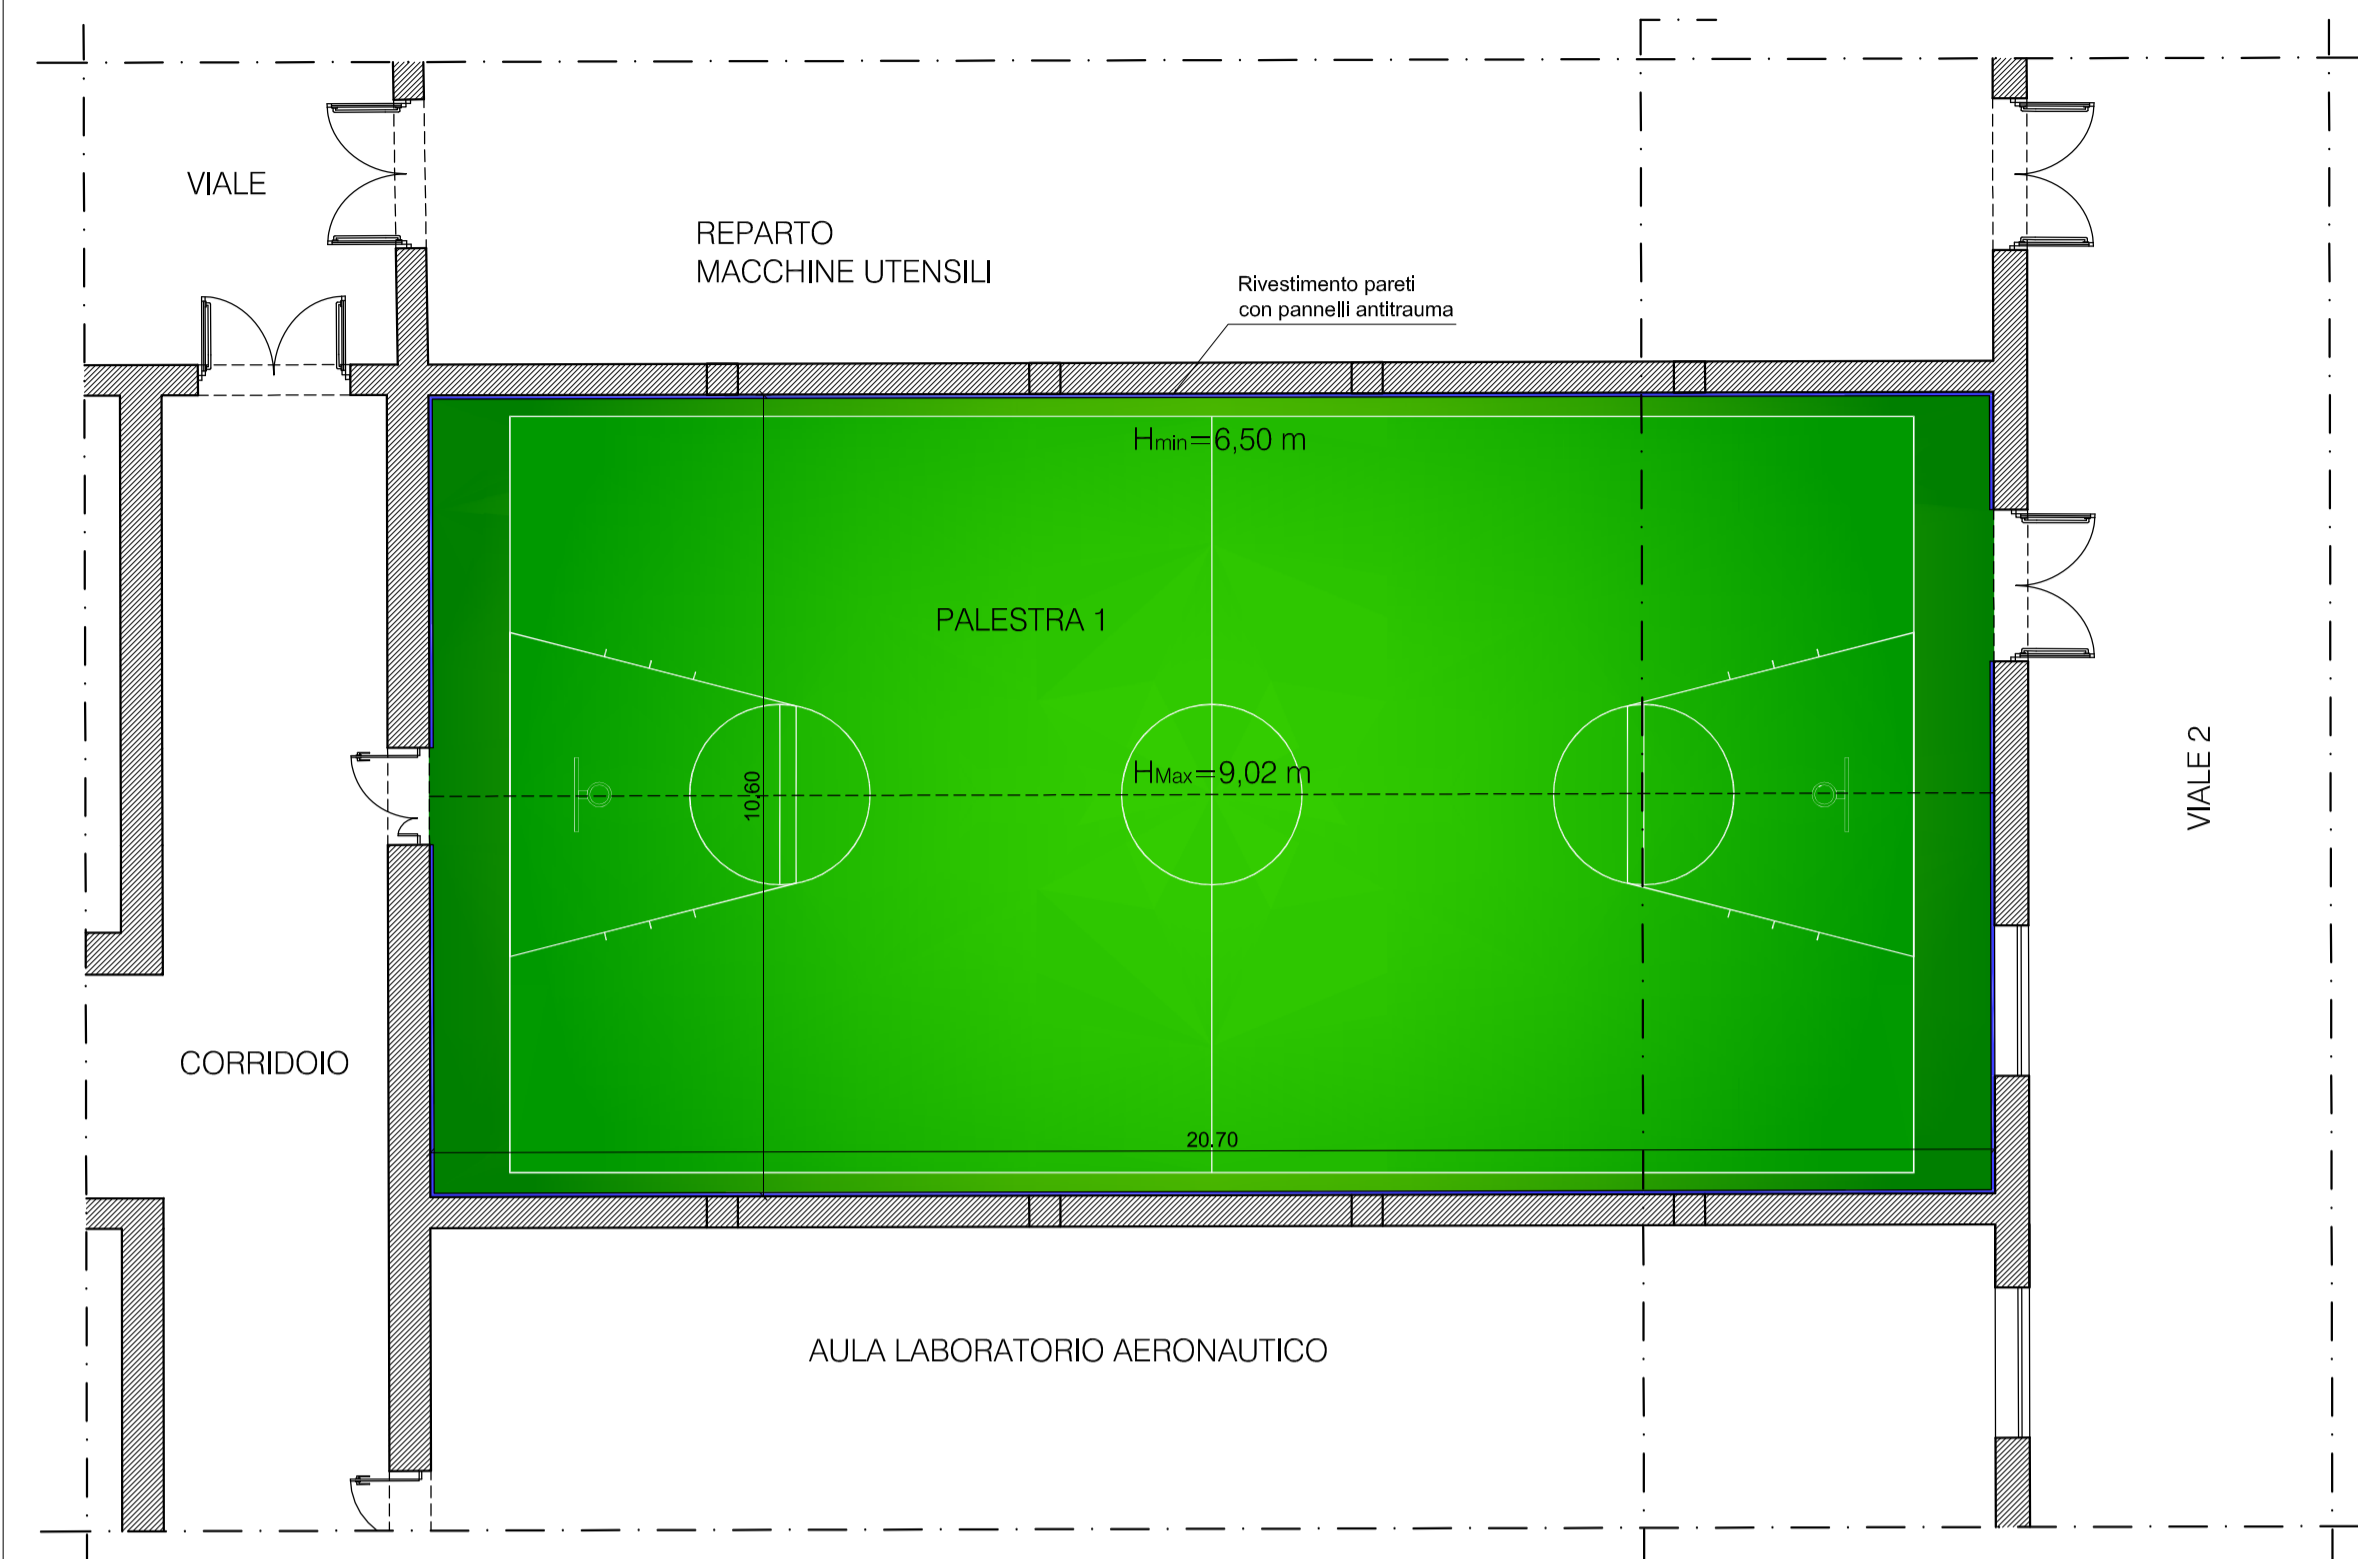 VIALE
REPARTO
MACCHINE UTENSILI
Rivestimento pareti
con pannelli antitrauma
Hmin=6,50 m
PALESTRA 1
HMax=9,02 m
10.60
VIALE 2
CORRIDOIO
20.70
AULA LABORATORIO AERONAUTICO